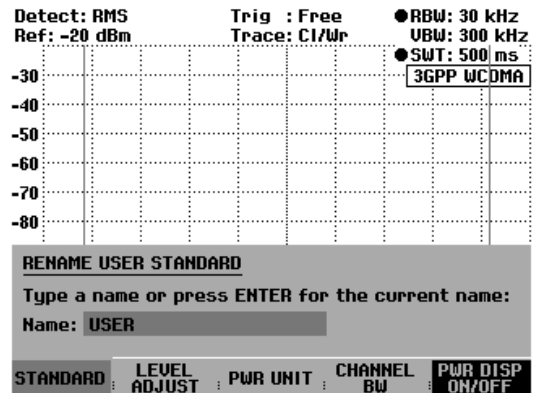 Detect: RMS Trig : Free ●RBW: 30 kHz
Ref: -20 dBm Trace: Cl/Wr VBW: 300 kHz
●SWT: 500 ms
3GPP WCDMA
-30
-40
-50
-60
-70
-80
RENAME USER STANDARD
Type a name or press ENTER for the current name:
Name: USER
STANDARD LEVEL ADJUST PWR UNIT CHANNEL BW PWR DISP ON/OFF